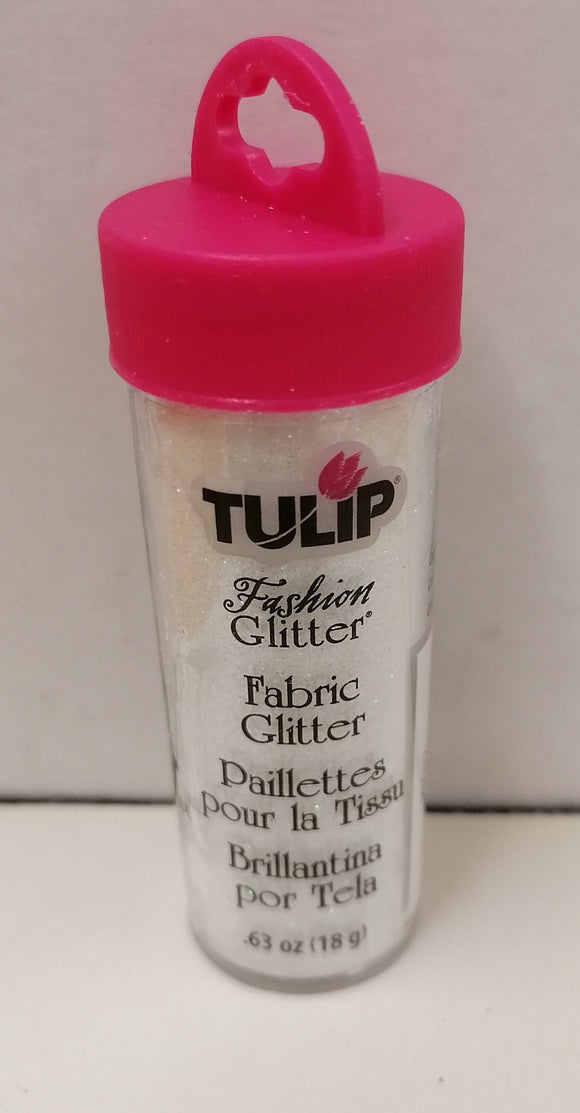 TULIP®
Fashion
Glitter®
Fabric
Glitter
Paillettes
pour la Tissu
Brillantina
por Tela
.63 oz (18 g)